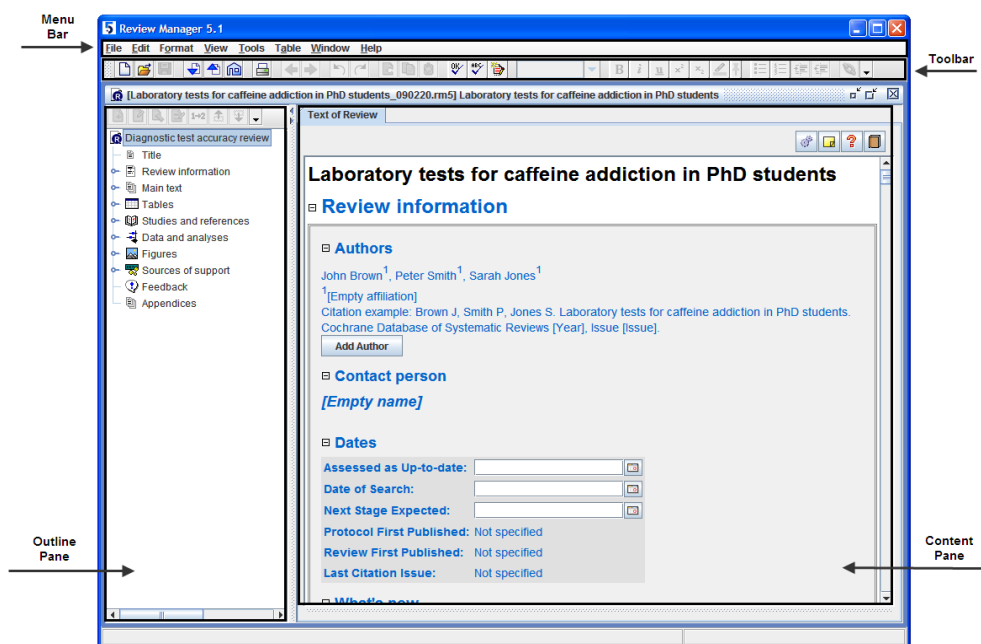 Menu
Bar
Review Manager 5.1
File Edit Format View Tools Table Window Help
Toolbar
[Laboratory tests for caffeine addiction in PhD students_090220.rm5] Laboratory tests for caffeine addiction in PhD students
Text of Review
Diagnostic test accuracy review
Title
Review information
Main text
Tables
Studies and references
Data and analyses
Figures
Sources of support
Feedback
Appendices
Laboratory tests for caffeine addiction in PhD students
Review information
Authors
John Brown1, Peter Smith1, Sarah Jones1
1[Empty affiliation]
Citation example: Brown J, Smith P, Jones S. Laboratory tests for caffeine addiction in PhD students.
Cochrane Database of Systematic Reviews [Year], Issue [Issue].
Add Author
Contact person
[Empty name]
Dates
Assessed as Up-to-date:
Date of Search:
Next Stage Expected:
Protocol First Published: Not specified
Review First Published: Not specified
Last Citation Issue: Not specified
What's new
Outline
Pane
Content
Pane